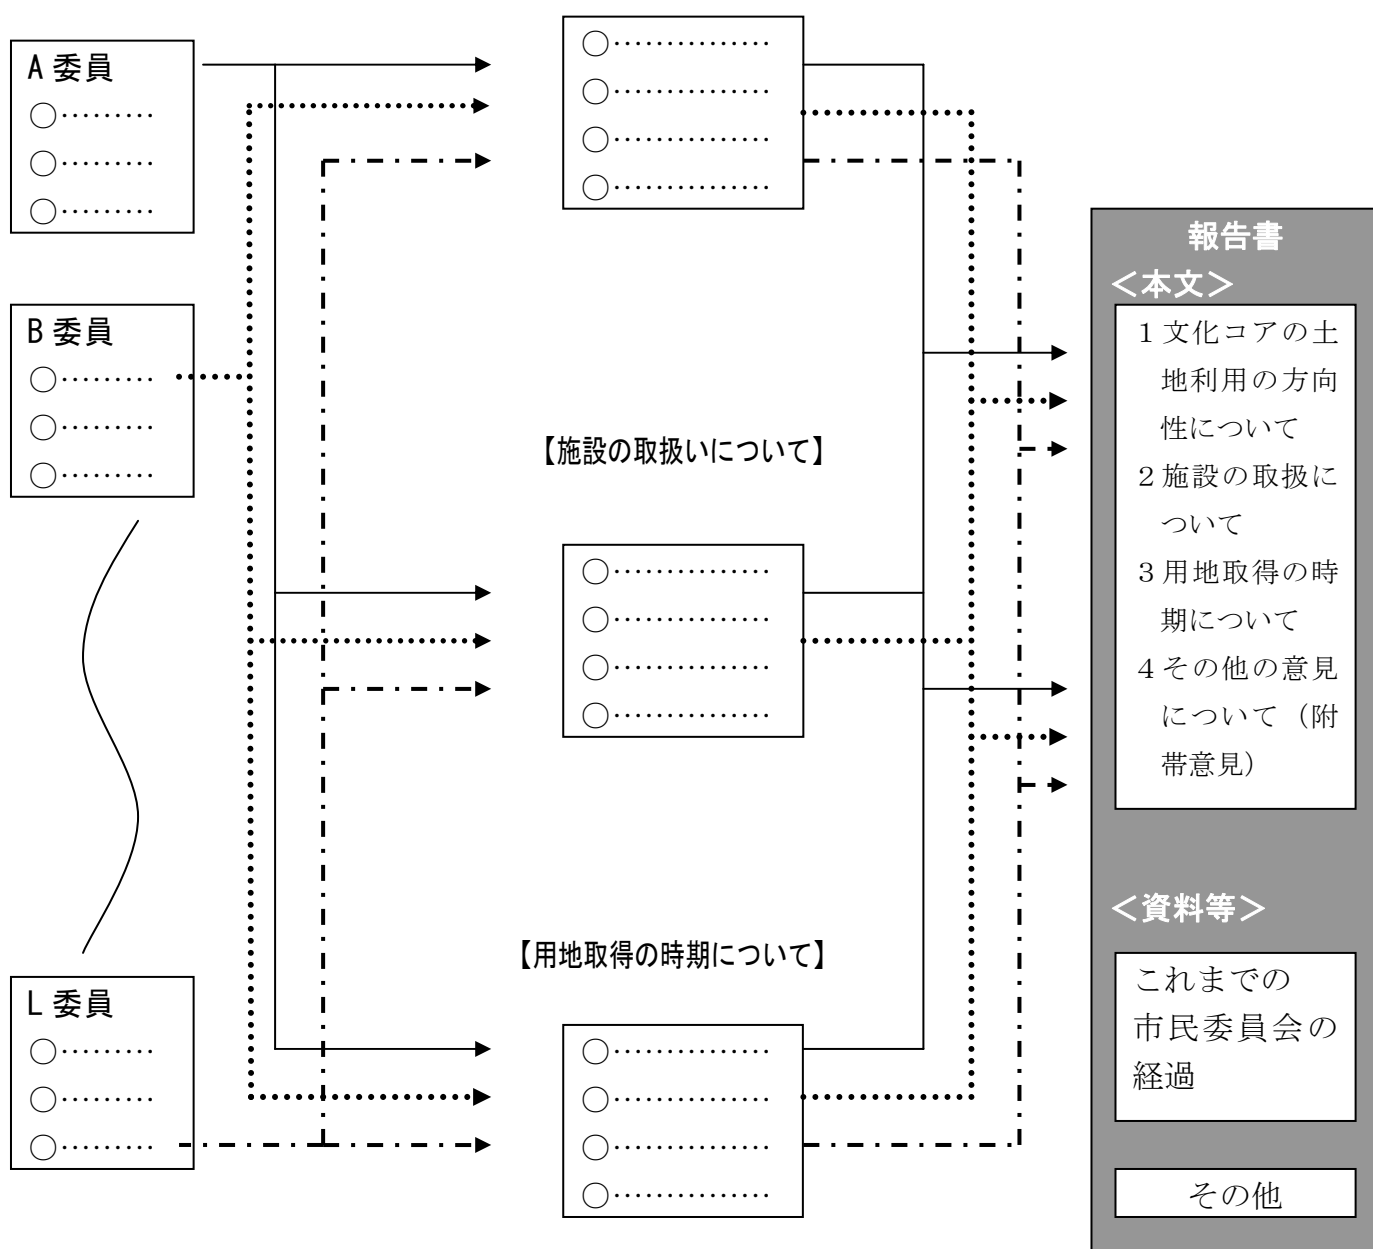 A 委員
○………
○………
○………
B 委員
○………
○………
○………
L 委員
○………
○………
○………
○……………
○……………
○……………
○……………
【施設の取扱いについて】
○……………
○……………
○……………
○……………
【用地取得の時期について】
○……………
○……………
○……………
○……………
報告書
＜本文＞
１文化コアの土
地利用の方向
性について
２施設の取扱に
ついて
３用地取得の時
期について
４その他の意見
について（附
帯意見）
＜資料等＞
これまでの
市民委員会の
経過
その他